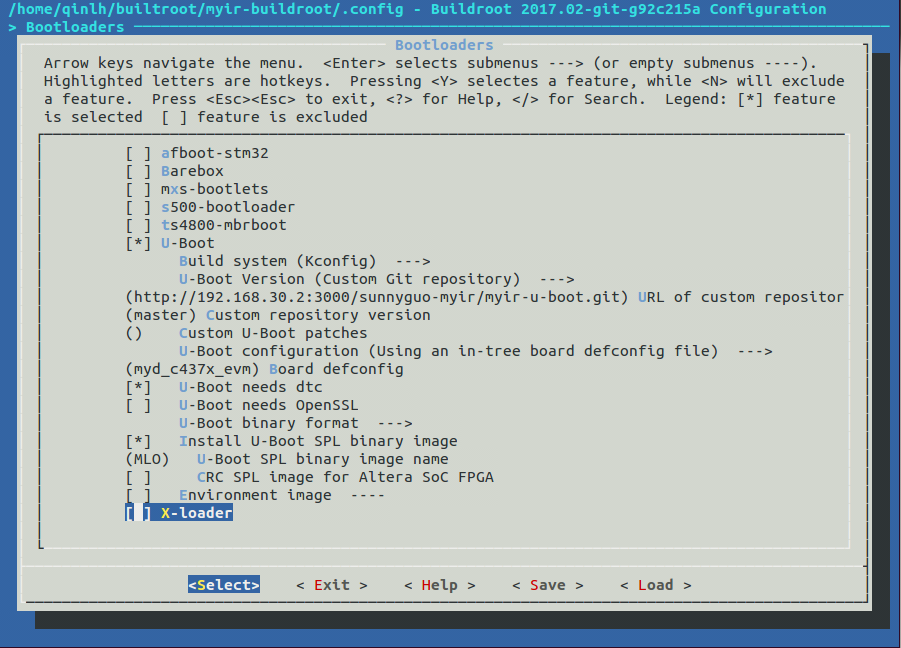 /home/qinlh/builtroot/myir-buildroot/.config - Buildroot 2017.02-git-g92c215a Configuration
> Bootloaders
Bootloaders
Arrow keys navigate the menu.  <Enter> selects submenus ---> (or empty submenus ----).
Highlighted letters are hotkeys.  Pressing <Y> selectes a feature, while <N> will exclude
a feature.  Press <Esc><Esc> to exit, <?> for Help, </> for Search.  Legend: [*] feature
is selected  [ ] feature is excluded
[ ] afboot-stm32
[ ] Barebox
[ ] mxs-bootlets
[ ] s500-bootloader
[ ] ts4800-mbrboot
[*] U-Boot
Build system (Kconfig)  --->
U-Boot Version (Custom Git repository)  --->
(http://192.168.30.2:3000/sunnyguo-myir/myir-u-boot.git) URL of custom repositor
(master) Custom repository version
()    Custom U-Boot patches
U-Boot configuration (Using an in-tree board defconfig file)  --->
(myd_c437x_evm) Board defconfig
[*]   U-Boot needs dtc
[ ]   U-Boot needs OpenSSL
U-Boot binary format  --->
[*]   Install U-Boot SPL binary image
(MLO)   U-Boot SPL binary image name
[ ]     CRC SPL image for Altera SoC FPGA
[ ]   Environment image  ----
[ ] X-loader
<Select>    < Exit >    < Help >    < Save >    < Load >